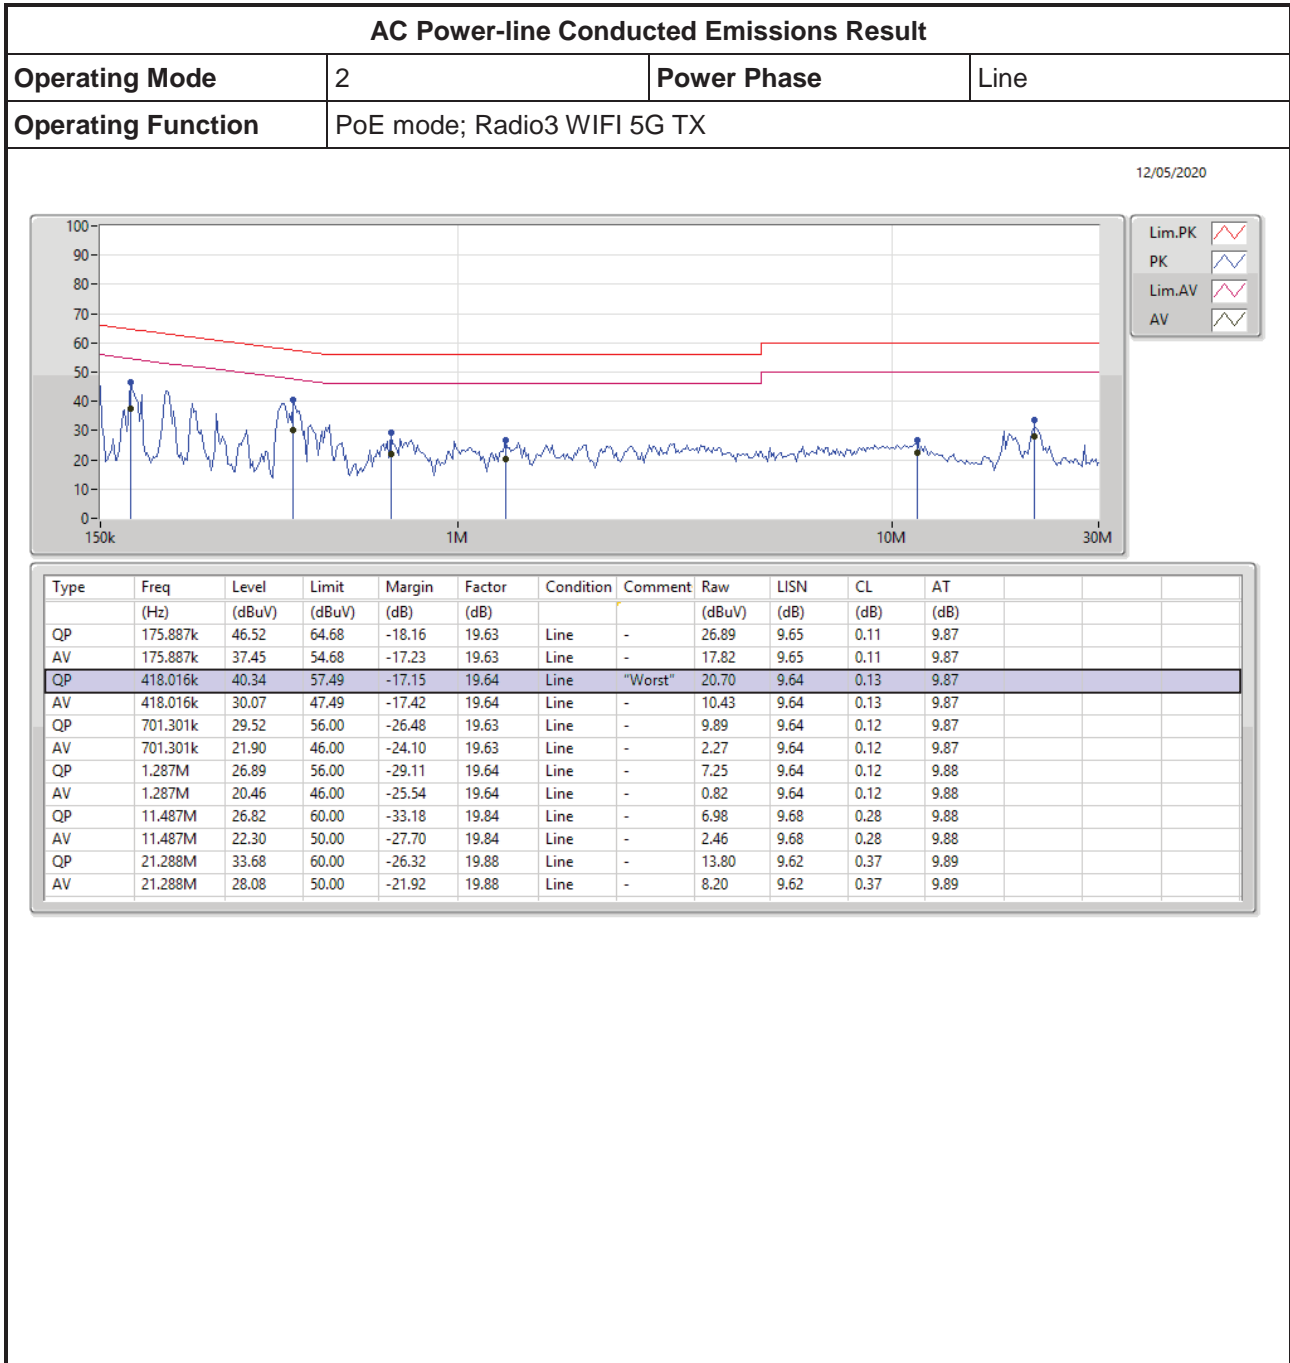 AC Power-line Conducted Emissions Result
Operating Mode 2 Power Phase Line
Operating Function PoE mode; Radio3 WIFI 5G TX
12/05/2020
100
90
80
70
60
50
40
30
20
10
0
150k 1M 10M 30M
Lim.PK
PK
Lim.AV
AV
Type Freq Level Limit Margin Factor Condition Comment Raw LISN CL AT
(Hz) (dBuV) (dBuV) (dB) (dB) (dBuV) (dB) (dB) (dB)
QP 175.887k 46.52 64.68 -18.16 19.63 Line - 26.89 9.65 0.11 9.87
AV 175.887k 37.45 54.68 -17.23 19.63 Line - 17.82 9.65 0.11 9.87
QP 418.016k 40.34 57.49 -17.15 19.64 Line "Worst" 20.70 9.64 0.13 9.87
AV 418.016k 30.07 47.49 -17.42 19.64 Line - 10.43 9.64 0.13 9.87
QP 701.301k 29.52 56.00 -26.48 19.63 Line - 9.89 9.64 0.12 9.87
AV 701.301k 21.90 46.00 -24.10 19.63 Line - 2.27 9.64 0.12 9.87
QP 1.287M 26.89 56.00 -29.11 19.64 Line - 7.25 9.64 0.12 9.88
AV 1.287M 20.46 46.00 -25.54 19.64 Line - 0.82 9.64 0.12 9.88
QP 11.487M 26.82 60.00 -33.18 19.84 Line - 6.98 9.68 0.28 9.88
AV 11.487M 22.30 50.00 -27.70 19.84 Line - 2.46 9.68 0.28 9.88
QP 21.288M 33.68 60.00 -26.32 19.88 Line - 13.80 9.62 0.37 9.89
AV 21.288M 28.08 50.00 -21.92 19.88 Line - 8.20 9.62 0.37 9.89